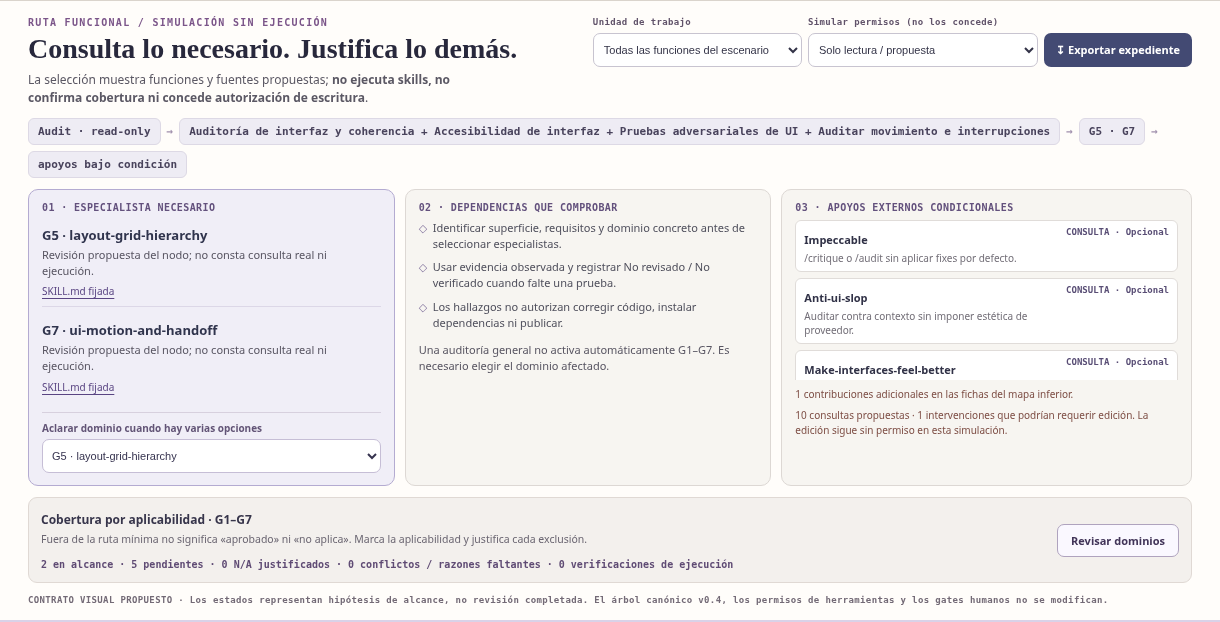 RUTA FUNCIONAL / SIMULACIÓN SIN EJECUCIÓN
Consulta lo necesario. Justifica lo demás.
La selección muestra funciones y fuentes propuestas; no ejecuta skills, no
confirma cobertura ni concede autorización de escritura.
Unidad de trabajo
Todas las funciones del escenario
Simular permisos (no los concede)
Solo lectura / propuesta
↧ Exportar expediente
Audit · read-only → Auditoría de interfaz y coherencia + Accesibilidad de interfaz + Pruebas adversariales de UI + Auditar movimiento e interrupciones → G5 · G7 →
apoyos bajo condición
01 · ESPECIALISTA NECESARIO
G5 · layout-grid-hierarchy
Revisión propuesta del nodo; no consta consulta real ni
ejecución.
SKILL.md fijada
G7 · ui-motion-and-handoff
Revisión propuesta del nodo; no consta consulta real ni
ejecución.
SKILL.md fijada
Aclarar dominio cuando hay varias opciones
G5 · layout-grid-hierarchy
02 · DEPENDENCIAS QUE COMPROBAR
◇ Identificar superficie, requisitos y dominio concreto antes de
seleccionar especialistas.
◇ Usar evidencia observada y registrar No revisado / No
verificado cuando falte una prueba.
◇ Los hallazgos no autorizan corregir código, instalar
dependencias ni publicar.
Una auditoría general no activa automáticamente G1–G7. Es
necesario elegir el dominio afectado.
03 · APOYOS EXTERNOS CONDICIONALES
CONSULTA · Opcional
Impeccable
/critique o /audit sin aplicar fixes por defecto.
CONSULTA · Opcional
Anti-ui-slop
Auditar contra contexto sin imponer estética de
proveedor.
CONSULTA · Opcional
Make-interfaces-feel-better
1 contribuciones adicionales en las fichas del mapa inferior.
10 consultas propuestas · 1 intervenciones que podrían requerir edición. La
edición sigue sin permiso en esta simulación.
Cobertura por aplicabilidad · G1–G7
Fuera de la ruta mínima no significa «aprobado» ni «no aplica». Marca la aplicabilidad y justifica cada exclusión.
2 en alcance · 5 pendientes · 0 N/A justificados · 0 conflictos / razones faltantes · 0 verificaciones de ejecución
Revisar dominios
CONTRATO VISUAL PROPUESTO · Los estados representan hipótesis de alcance, no revisión completada. El árbol canónico v0.4, los permisos de herramientas y los gates humanos no se modifican.